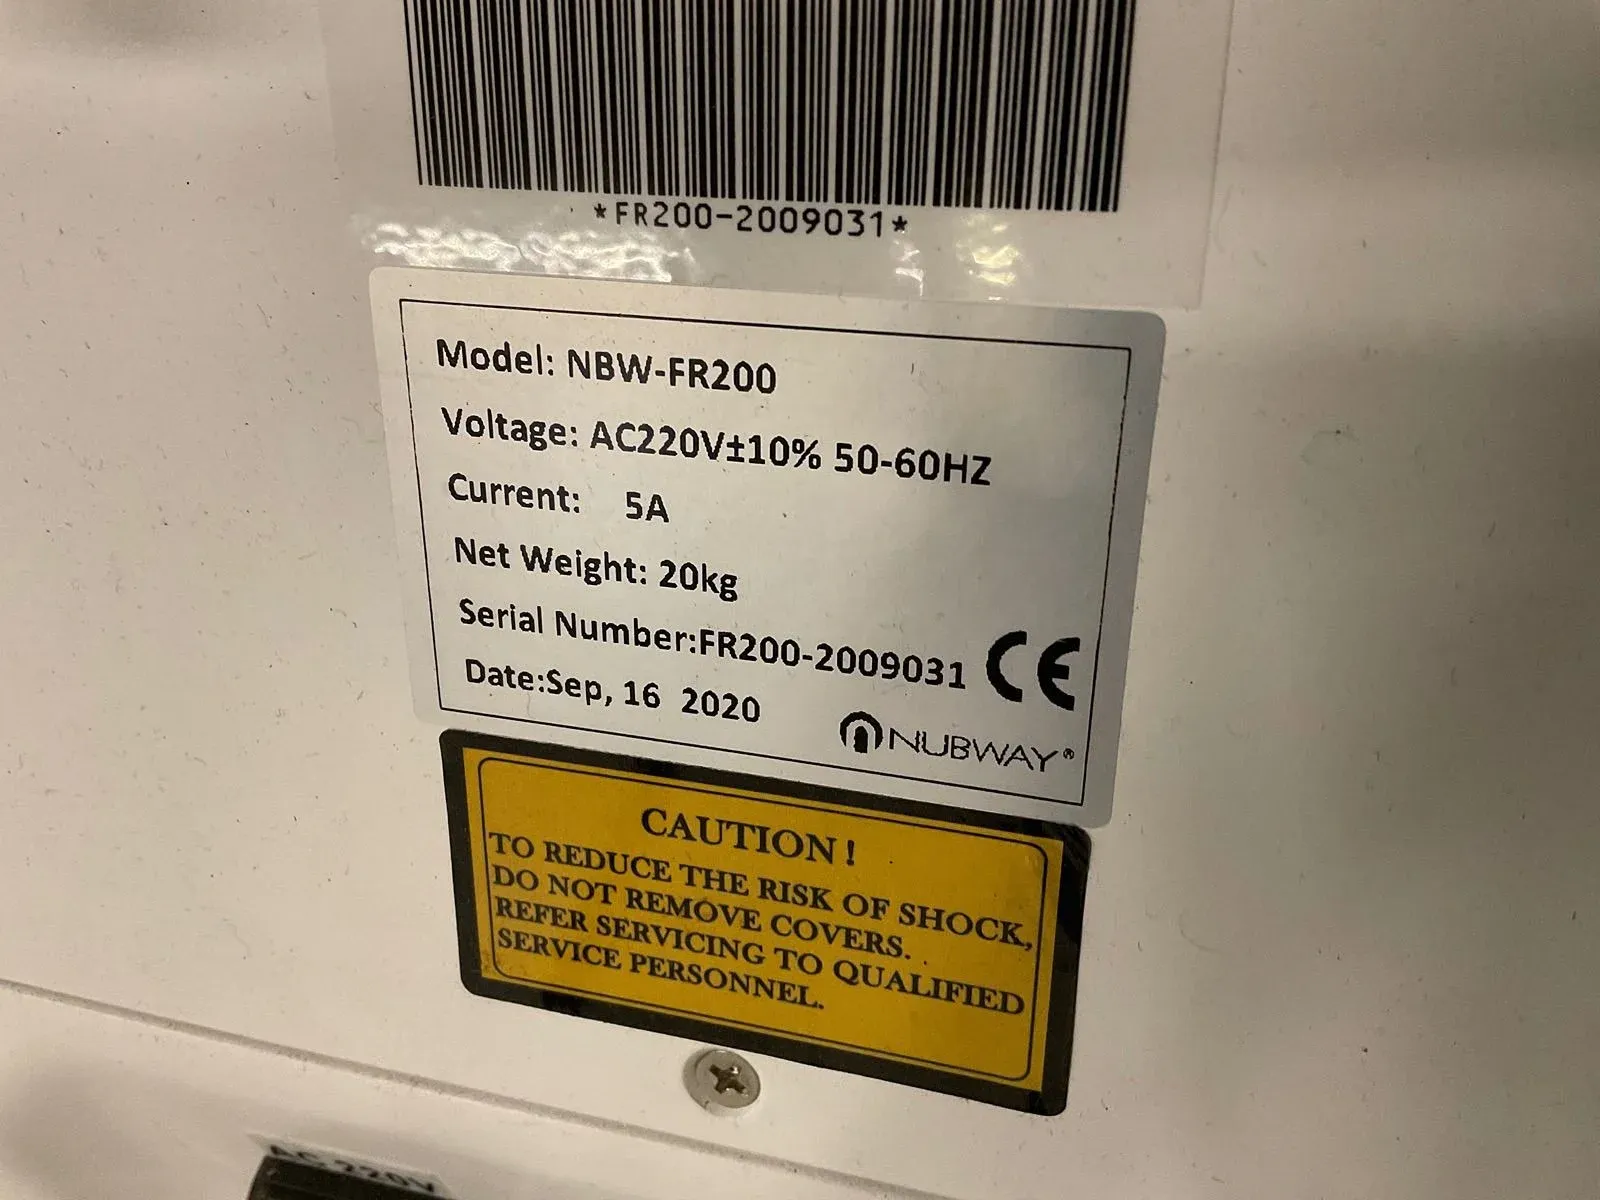 *FR200-2009031*
Model: NBW-FR200
Voltage: AC220V±10% 50-60HZ
Current: 5A
Net Weight: 20kg
Serial Number:FR200-2009031 CE
Date:Sep, 16 2020
NUBWAY®
CAUTION!
TO REDUCE THE RISK OF SHOCK,
DO NOT REMOVE COVERS.
REFER SERVICING TO QUALIFIED
SERVICE PERSONNEL.
AC 220V